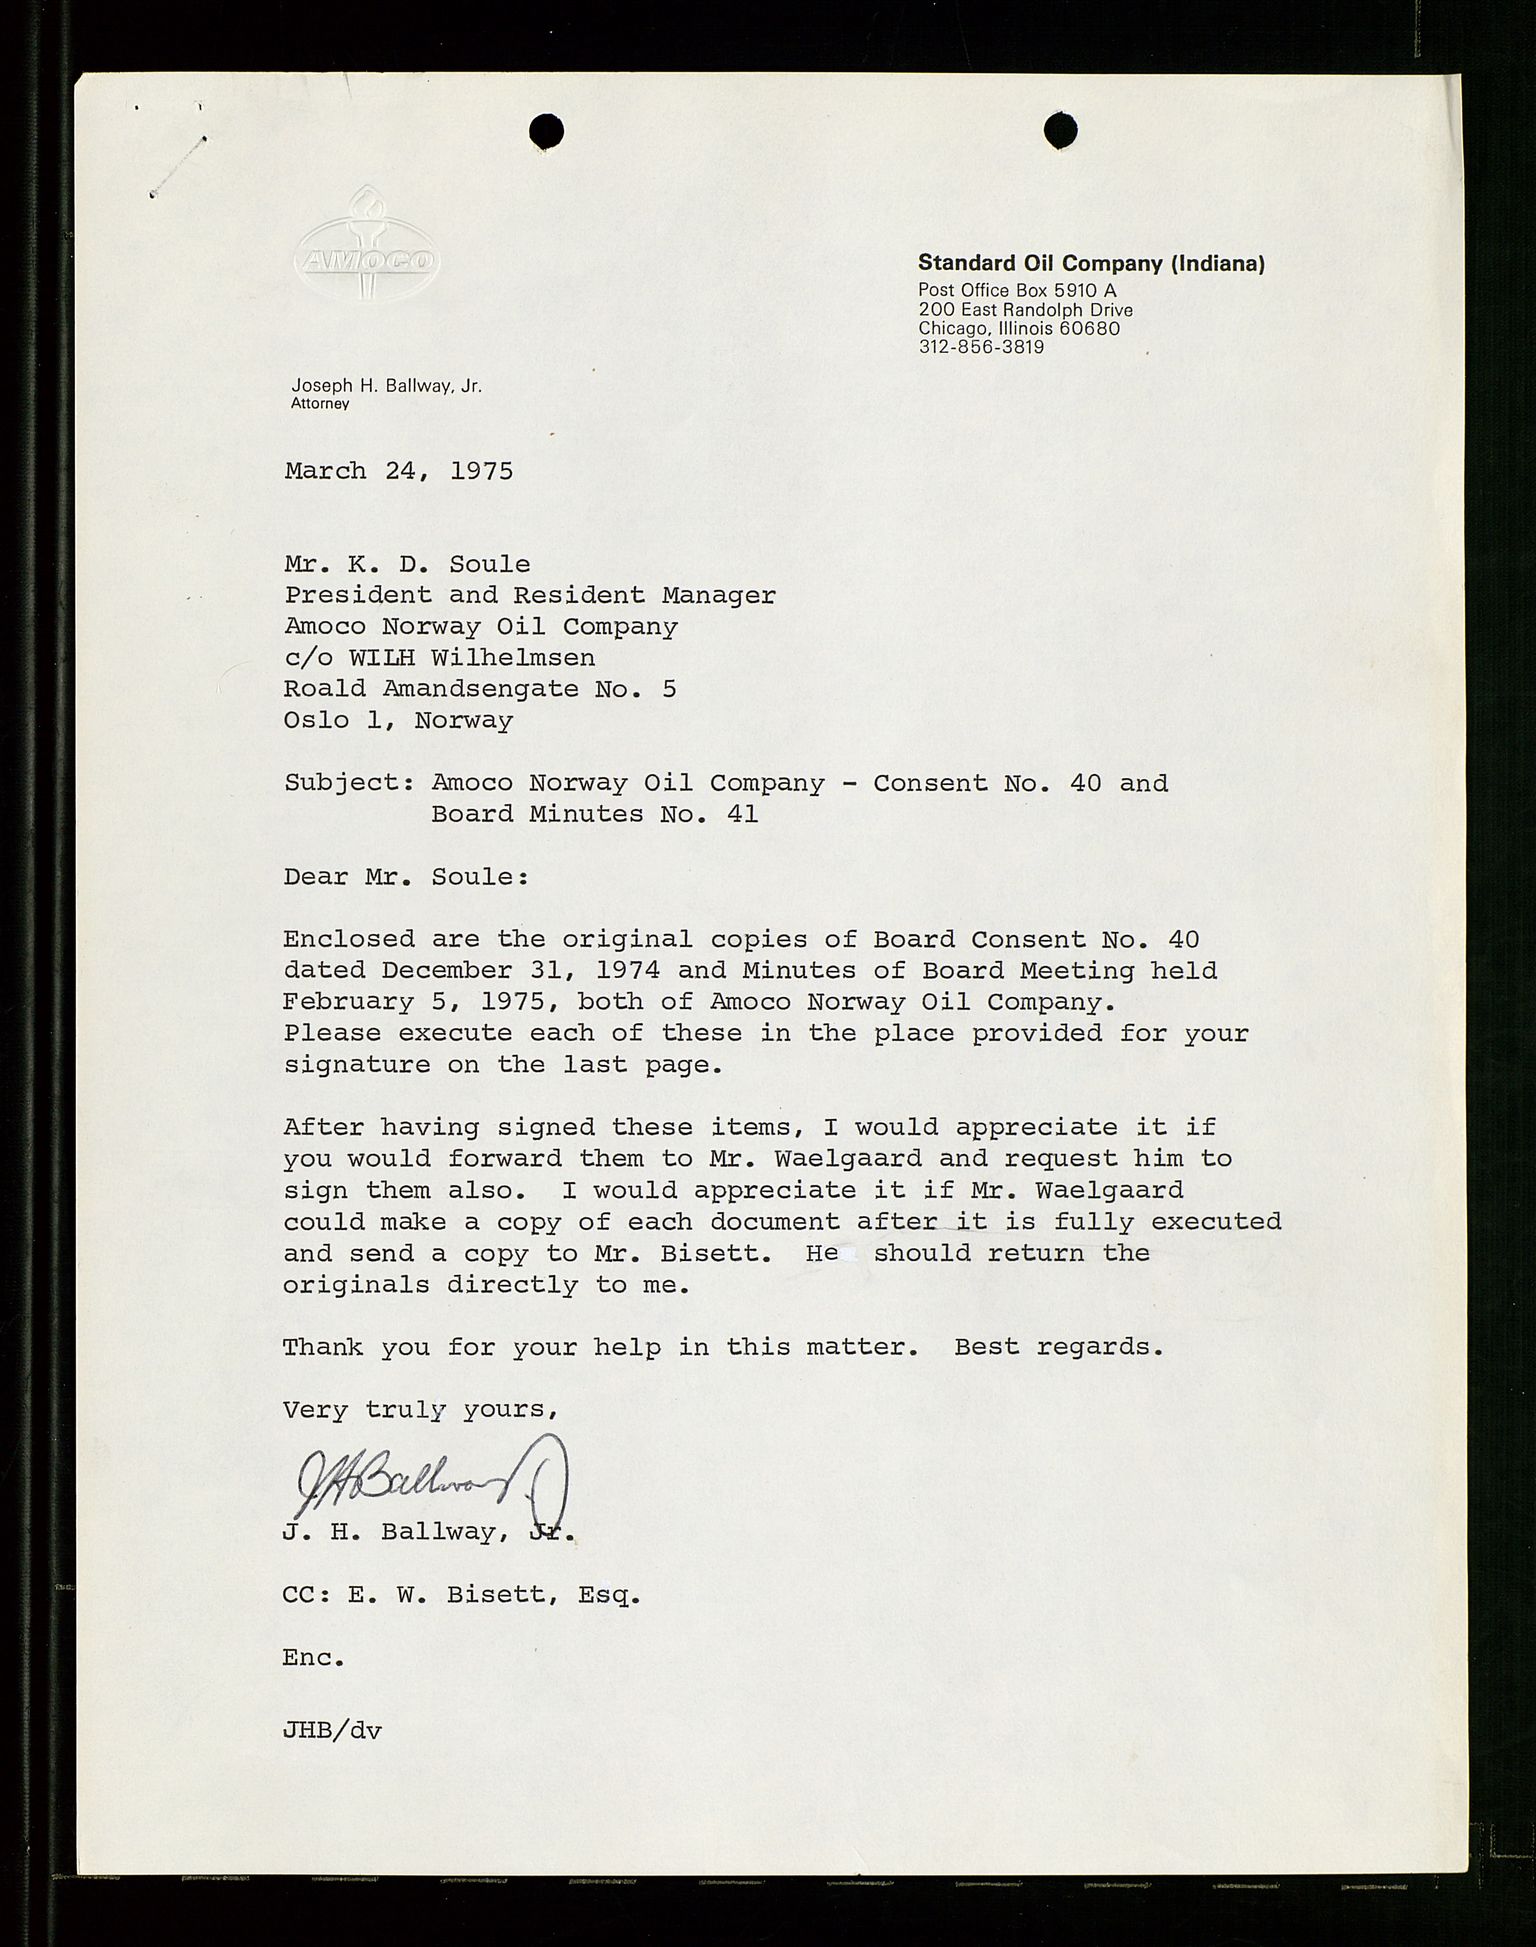 AMOCO
Standard Oil Company (Indiana)
Post Office Box 5910 A
200 East Randolph Drive
Chicago, Illinois 60680
312-856-3819
Joseph H. Ballway, Jr.
Attorney
March 24, 1975
Mr. K. D. Soule
President and Resident Manager
Amoco Norway Oil Company
c/o WILH Wilhelmsen
Roald Amandsengate No. 5
Oslo 1, Norway
Subject: Amoco Norway Oil Company - Consent No. 40 and
Board Minutes No. 41
Dear Mr. Soule:
Enclosed are the original copies of Board Consent No. 40
dated December 31, 1974 and Minutes of Board Meeting held
February 5, 1975, both of Amoco Norway Oil Company.
Please execute each of these in the place provided for your
signature on the last page.
After having signed these items, I would appreciate it if
you would forward them to Mr. Waelgaard and request him to
sign them also. I would appreciate it if Mr. Waelgaard
could make a copy of each document after it is fully executed
and send a copy to Mr. Bisett. He should return the
originals directly to me.
Thank you for your help in this matter. Best regards.
Very truly yours,
JHBallway Jr
J. H. Ballway, Jr.
CC: E. W. Bisett, Esq.
Enc.
JHB/dv